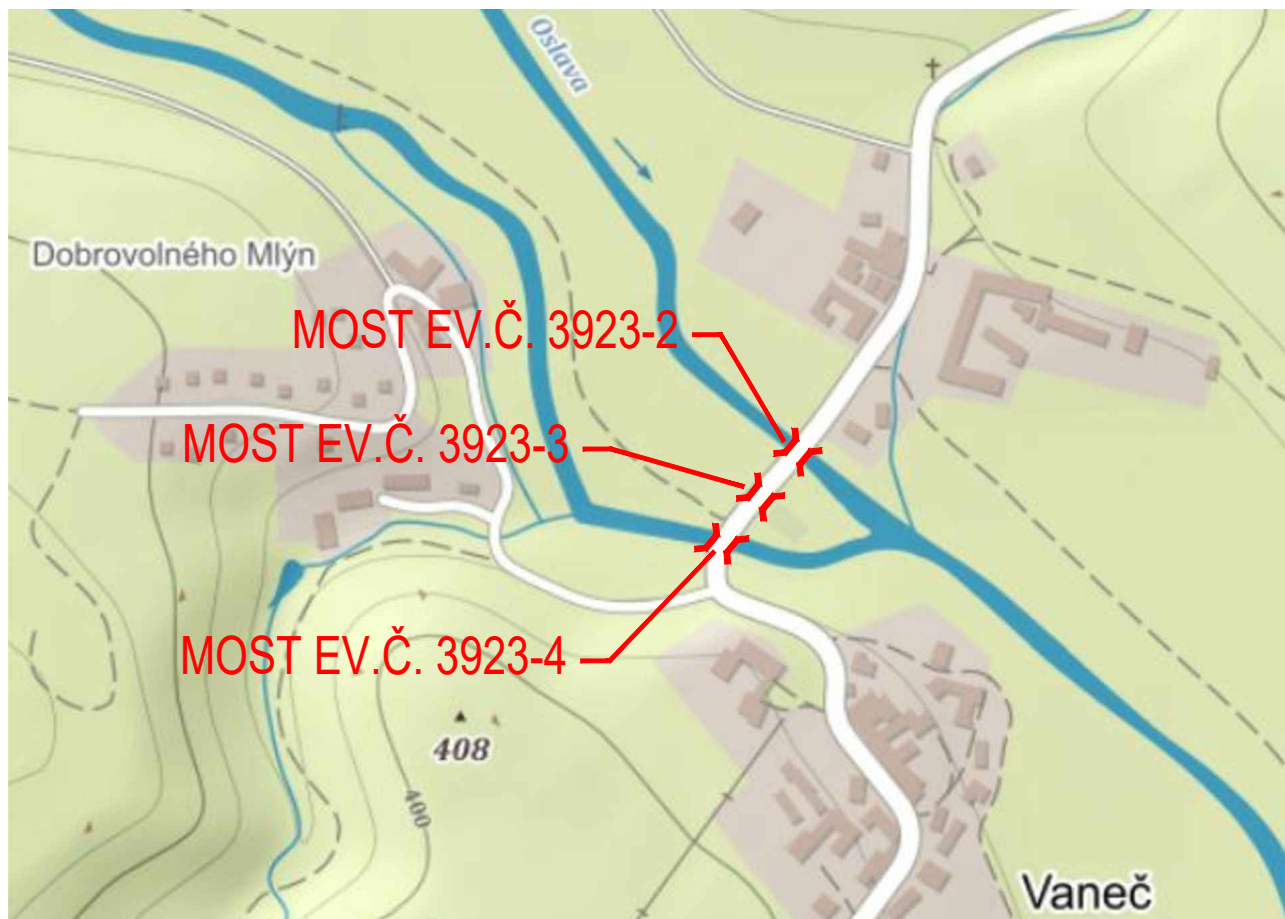 Oslava
Dobrovolného Mlýn
MOST EV.Č. 3923-2
MOST EV.Č. 3923-3
MOST EV.Č. 3923-4
408
400
Vaneč